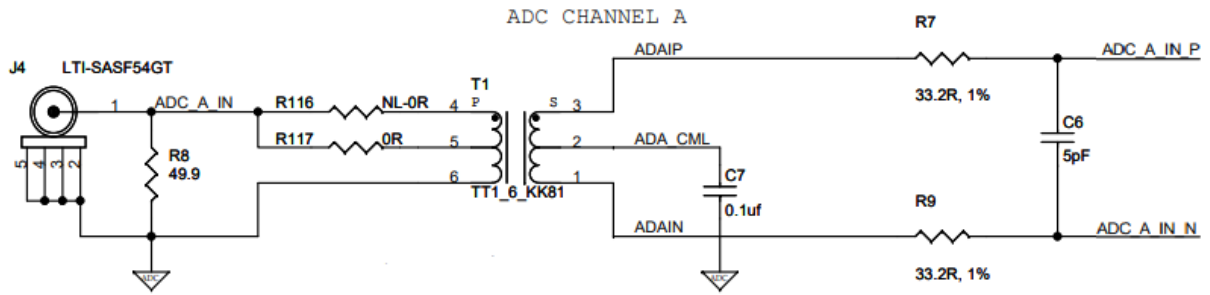 ADC CHANNEL A
R7
J4 LTI-SASF54GT
ADAIP
ADC_A_IN_P
T1
1 ADC_A_IN
R116 NL-0R 4 P S 3
33.2R, 1%
R117 0R 5 2 ADA_CML
C6
5pF
R8
49.9
5 4 3 2
6 1
TT1_6_KK81
C7
0.1uf
R9
ADAIN
ADC_A_IN_N
33.2R, 1%
ADC
ADC